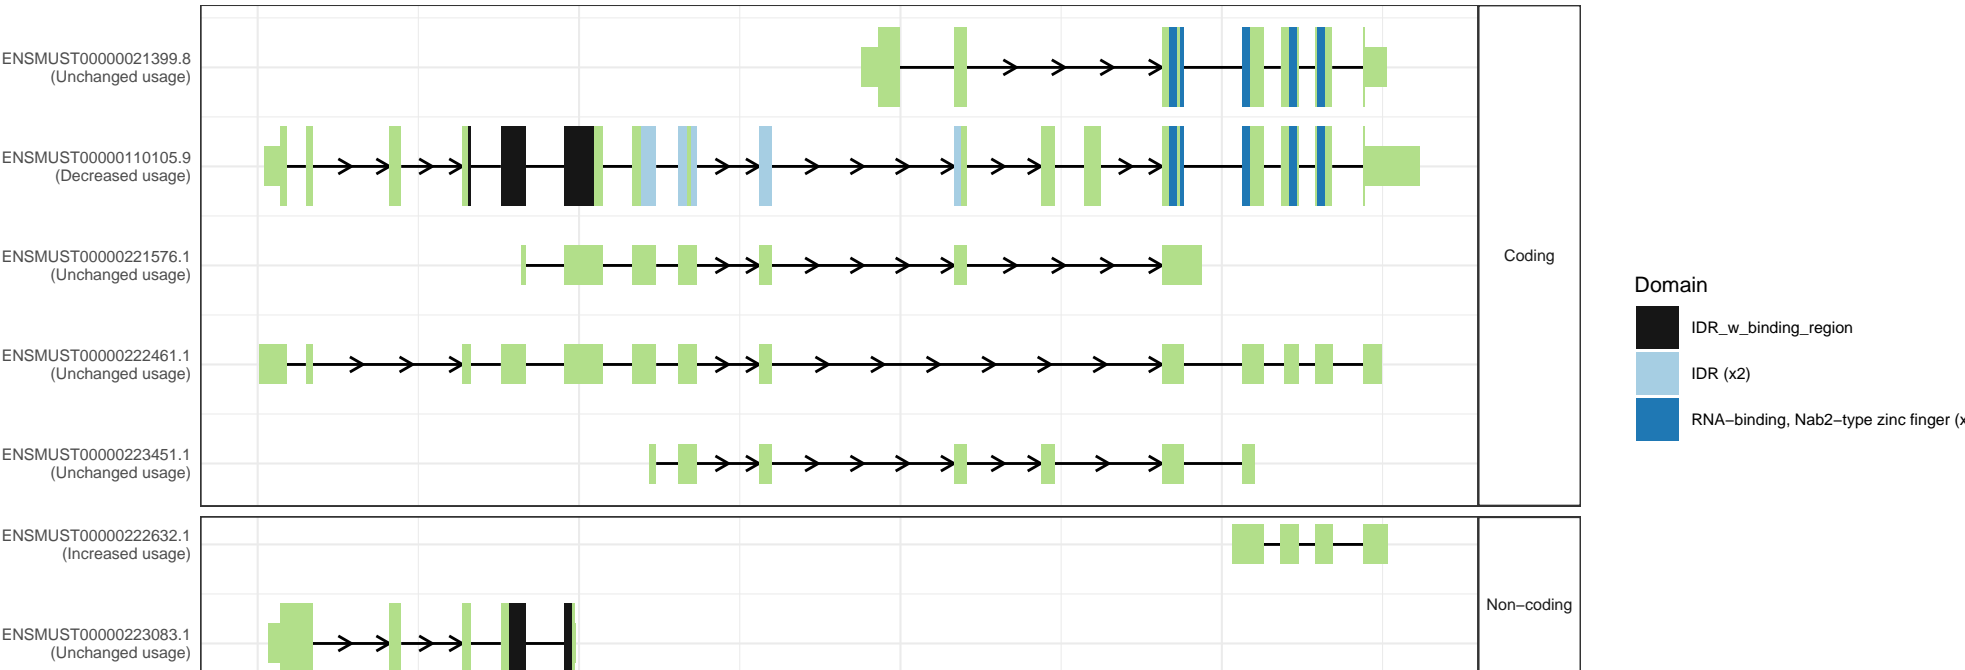 ENSMUST00000021399.8
(Unchanged usage)
ENSMUST00000110105.9
(Decreased usage)
ENSMUST00000221576.1
(Unchanged usage)
ENSMUST00000222461.1
(Unchanged usage)
ENSMUST00000223451.1
(Unchanged usage)
Coding
ENSMUST00000222632.1
(Increased usage)
ENSMUST00000223083.1
(Unchanged usage)
Non−coding
Domain
IDR_w_binding_region
IDR (x2)
RNA−binding, Nab2−type zinc finger (x